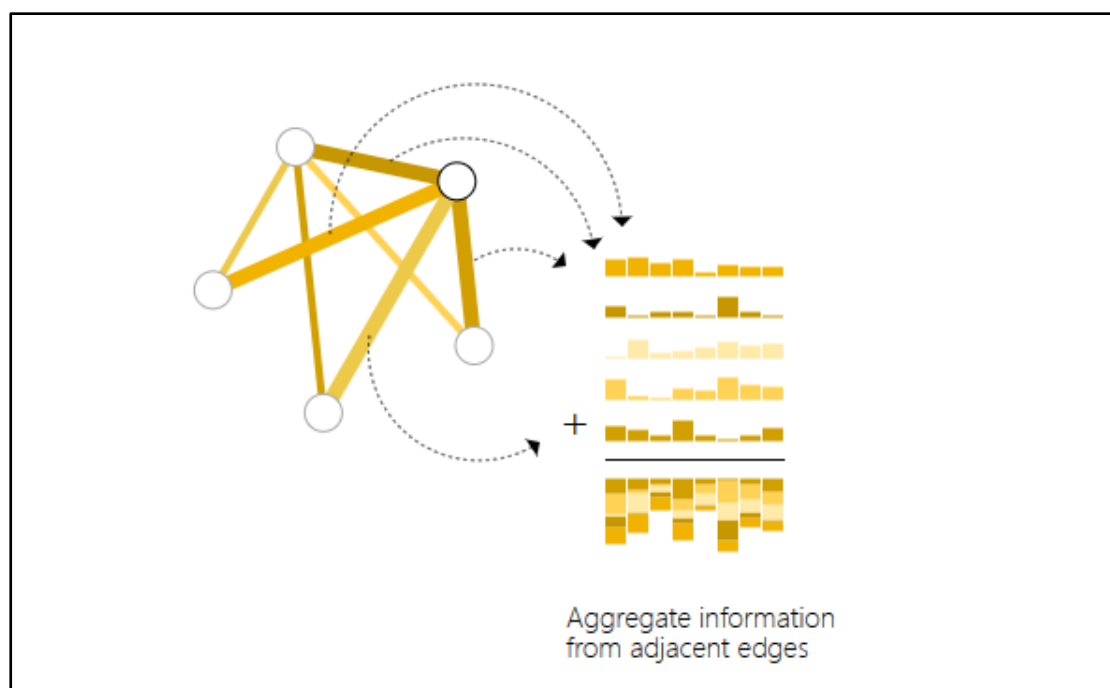 +
Aggregate information
from adjacent edges